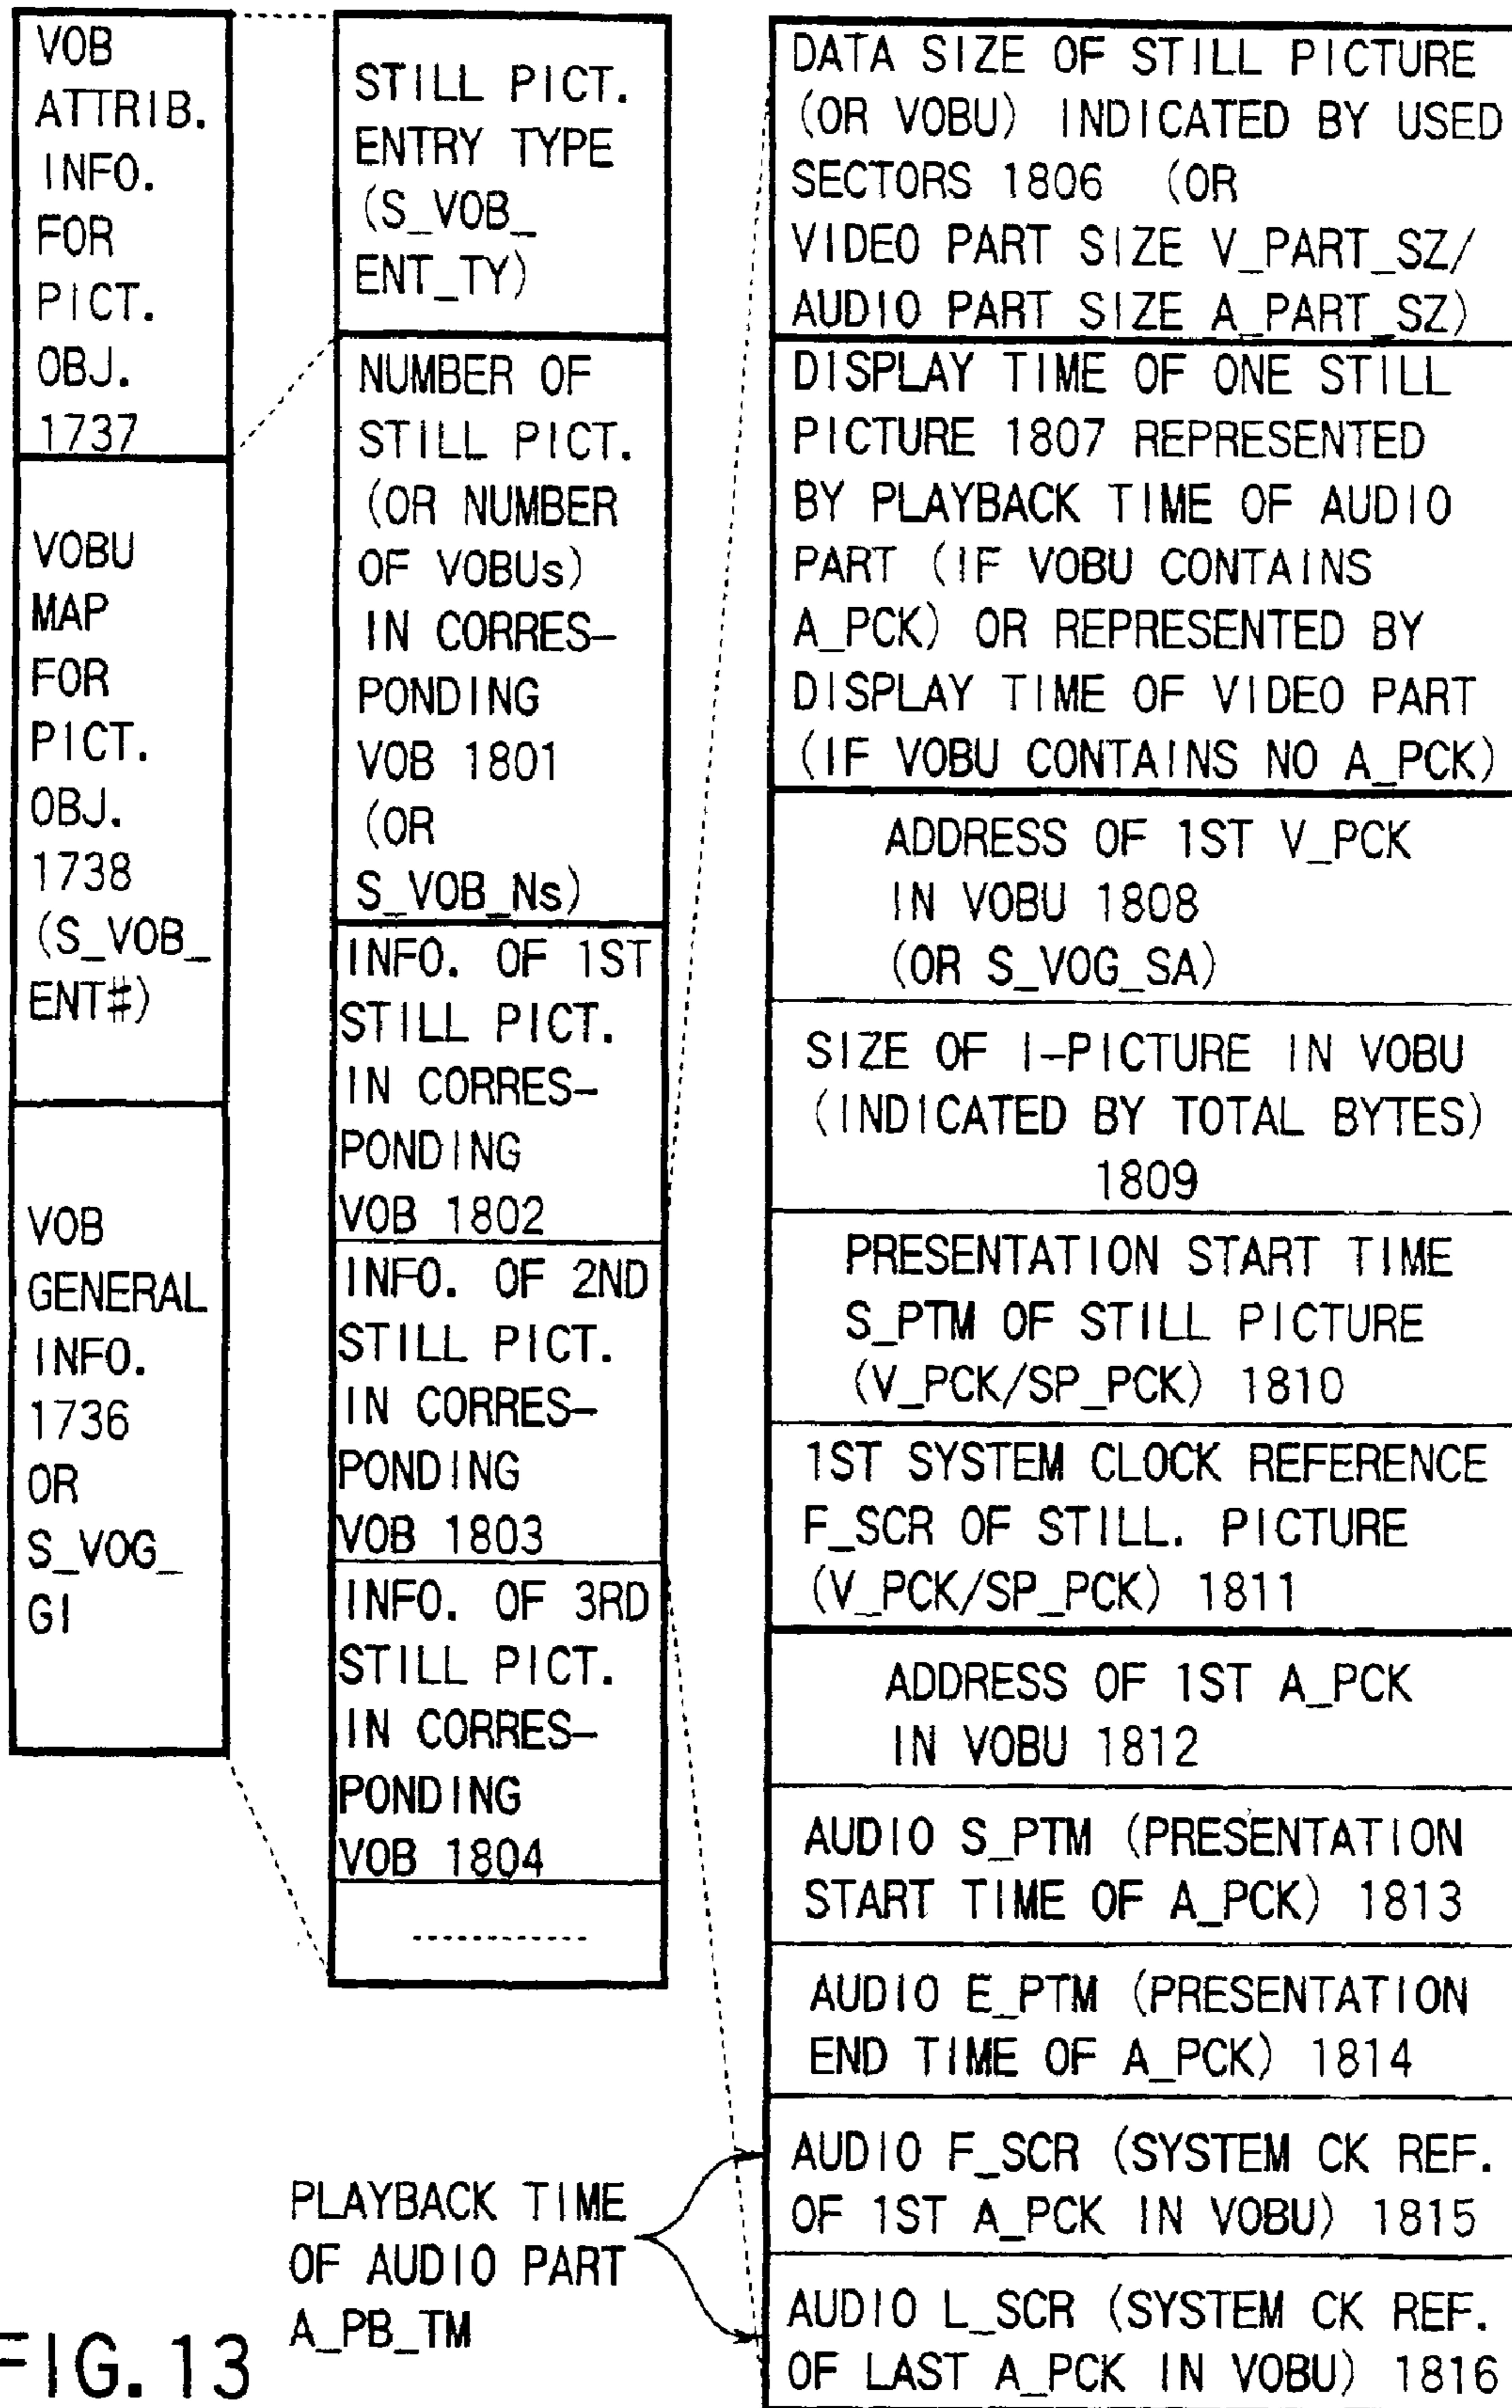 VOB
ATTRIB.
INFO.
FOR
PICT.
OBJ.
1737
VOBU
MAP
FOR
PICT.
OBJ.
1738
(S_VOB_
ENT#)
VOB
GENERAL
INFO.
1736
OR
S_VOG_
GI
STILL PICT.
ENTRY TYPE
(S_VOB_
ENT_TY)
NUMBER OF
STILL PICT.
(OR NUMBER
OF VOBUs)
IN CORRES-
PONDING
VOB 1801
(OR
S_VOB_Ns)
INFO. OF 1ST
STILL PICT.
IN CORRES-
PONDING
VOB 1802
INFO. OF 2ND
STILL PICT.
IN CORRES-
PONDING
VOB 1803
INFO. OF 3RD
STILL PICT.
IN CORRES-
PONDING
VOB 1804
DATA SIZE OF STILL PICTURE
(OR VOBU) INDICATED BY USED
SECTORS 1806 (OR
VIDEO PART SIZE V_PART_SZ/
AUDIO PART SIZE A_PART_SZ)
DISPLAY TIME OF ONE STILL
PICTURE 1807 REPRESENTED
BY PLAYBACK TIME OF AUDIO
PART (IF VOBU CONTAINS
A_PCK) OR REPRESENTED BY
DISPLAY TIME OF VIDEO PART
(IF VOBU CONTAINS NO A_PCK)
ADDRESS OF 1ST V_PCK
IN VOBU 1808
(OR S_VOG_SA)
SIZE OF I-PICTURE IN VOBU
(INDICATED BY TOTAL BYTES)
1809
PRESENTATION START TIME
S_PTM OF STILL PICTURE
(V_PCK/SP_PCK) 1810
1ST SYSTEM CLOCK REFERENCE
F_SCR OF STILL. PICTURE
(V_PCK/SP_PCK) 1811
ADDRESS OF 1ST A_PCK
IN VOBU 1812
AUDIO S_PTM (PRESENTATION
START TIME OF A_PCK) 1813
AUDIO E_PTM (PRESENTATION
END TIME OF A_PCK) 1814
AUDIO F_SCR (SYSTEM CK REF.
OF 1ST A_PCK IN VOBU) 1815
AUDIO L_SCR (SYSTEM CK REF.
OF LAST A_PCK IN VOBU) 1816
PLAYBACK TIME
OF AUDIO PART
A_PB_TM
FIG. 13